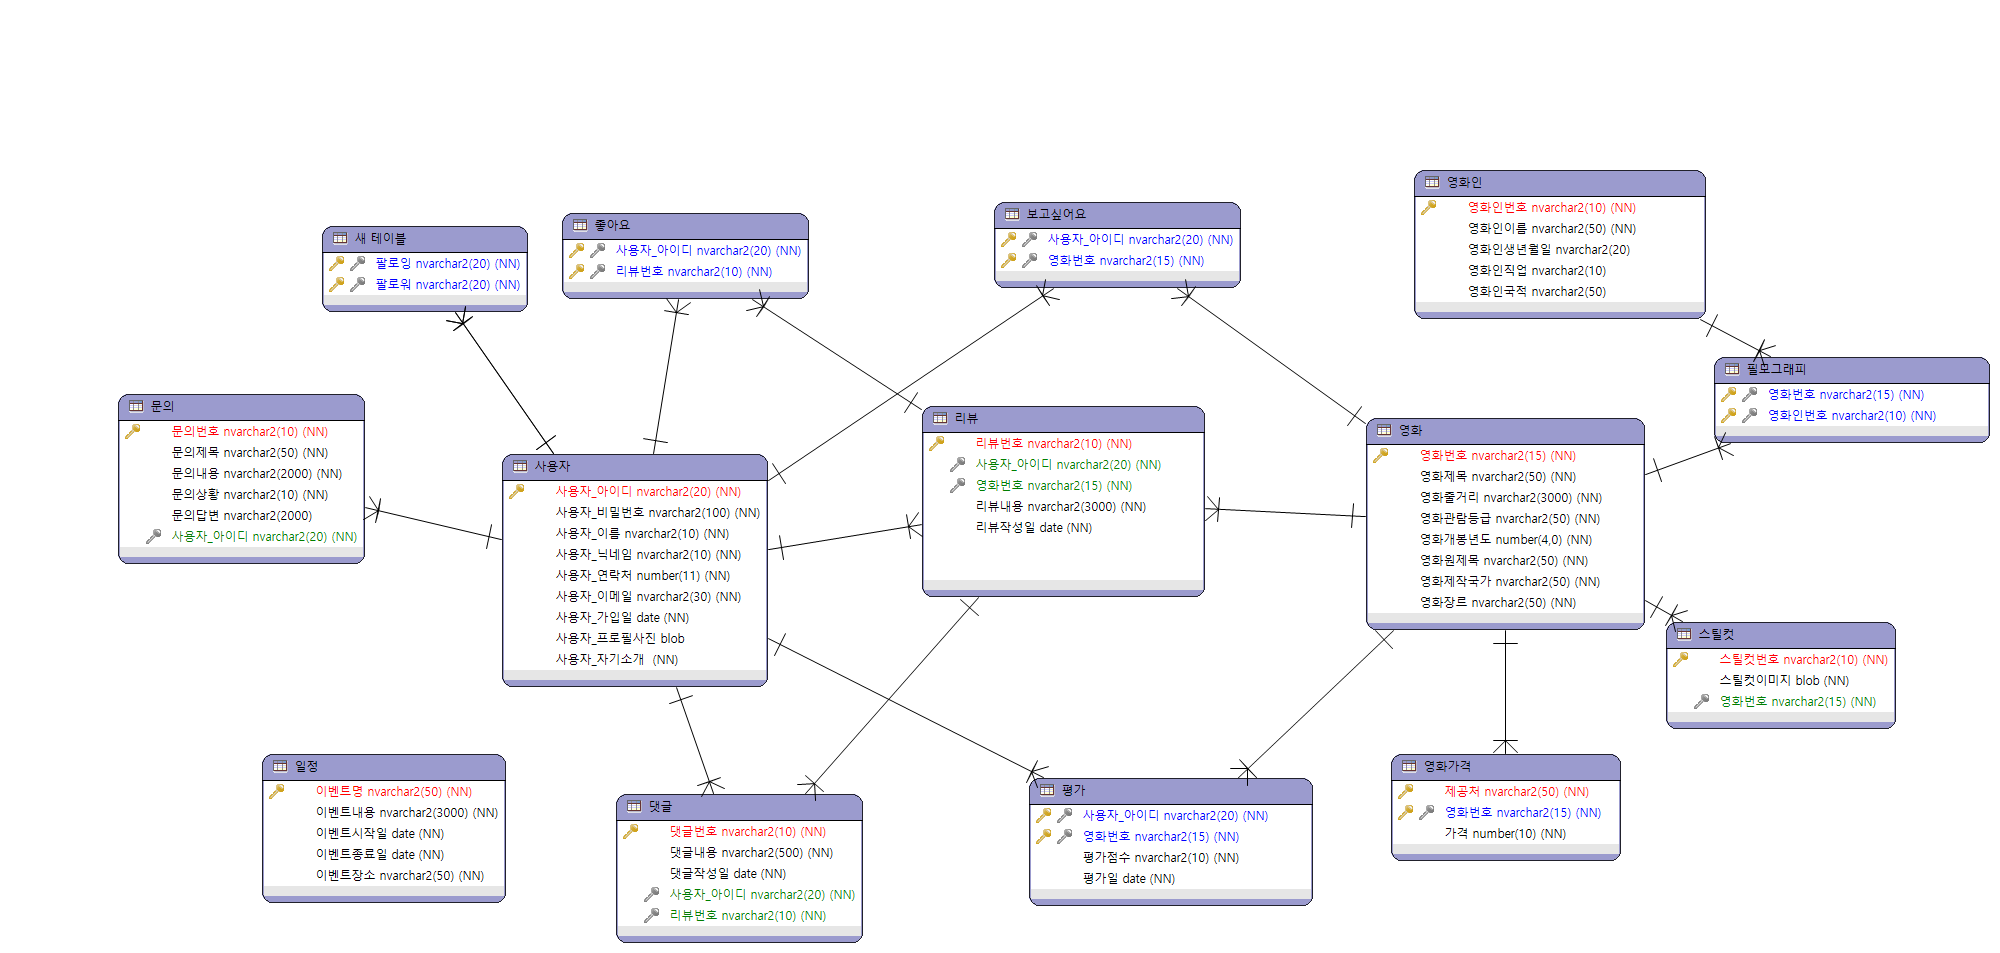 새 테이블
팔로잉 nvarchar2(20) (NN)
팔로워 nvarchar2(20) (NN)
좋아요
사용자_아이디 nvarchar2(20) (NN)
리뷰번호 nvarchar2(10) (NN)
보고싶어요
사용자_아이디 nvarchar2(20) (NN)
영화번호 nvarchar2(15) (NN)
영화인
영화인번호 nvarchar2(10) (NN)
영화인이름 nvarchar2(50) (NN)
영화인생년월일 nvarchar2(20)
영화인직업 nvarchar2(10)
영화인국적 nvarchar2(50)
필모그래피
영화번호 nvarchar2(15) (NN)
영화인번호 nvarchar2(10) (NN)
문의
문의번호 nvarchar2(10) (NN)
문의제목 nvarchar2(50) (NN)
문의내용 nvarchar2(2000) (NN)
문의상황 nvarchar2(10) (NN)
문의답변 nvarchar2(2000)
사용자_아이디 nvarchar2(20) (NN)
사용자
사용자_아이디 nvarchar2(20) (NN)
사용자_비밀번호 nvarchar2(100) (NN)
사용자_이름 nvarchar2(10) (NN)
사용자_닉네임 nvarchar2(10) (NN)
사용자_연락처 number(11) (NN)
사용자_이메일 nvarchar2(30) (NN)
사용자_가입일 date (NN)
사용자_프로필사진 blob
사용자_자기소개 (NN)
리뷰
리뷰번호 nvarchar2(10) (NN)
사용자_아이디 nvarchar2(20) (NN)
영화번호 nvarchar2(15) (NN)
리뷰내용 nvarchar2(3000) (NN)
리뷰작성일 date (NN)
영화
영화번호 nvarchar2(15) (NN)
영화제목 nvarchar2(50) (NN)
영화줄거리 nvarchar2(3000) (NN)
영화관람등급 nvarchar2(50) (NN)
영화개봉년도 number(4,0) (NN)
영화원제목 nvarchar2(50) (NN)
영화제작국가 nvarchar2(50) (NN)
영화장르 nvarchar2(50) (NN)
스틸컷
스틸컷번호 nvarchar2(10) (NN)
스틸컷이미지 blob (NN)
영화번호 nvarchar2(15) (NN)
일정
이벤트명 nvarchar2(50) (NN)
이벤트내용 nvarchar2(3000) (NN)
이벤트시작일 date (NN)
이벤트종료일 date (NN)
이벤트장소 nvarchar2(50) (NN)
댓글
댓글번호 nvarchar2(10) (NN)
댓글내용 nvarchar2(500) (NN)
댓글작성일 date (NN)
사용자_아이디 nvarchar2(20) (NN)
리뷰번호 nvarchar2(10) (NN)
평가
사용자_아이디 nvarchar2(20) (NN)
영화번호 nvarchar2(15) (NN)
평가점수 nvarchar2(10) (NN)
평가일 date (NN)
영화가격
제공처 nvarchar2(50) (NN)
영화번호 nvarchar2(15) (NN)
가격 number(10) (NN)